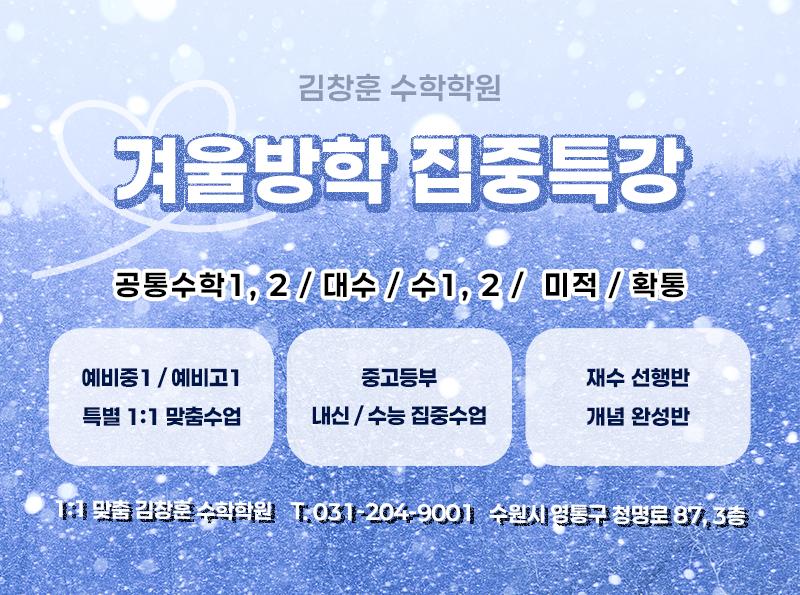 김창훈 수학학원
겨울방학 집중특강
공통수학1, 2 / 대수 / 수1, 2 / 미적 / 확통
예비중1 / 예비고1
특별 1:1 맞춤수업
중고등부
내신 / 수능 집중수업
재수 선행반
개념 완성반
1:1 맞춤 김창훈 수학학원 T. 031-204-9001 수원시 영통구 청명로 87, 3층